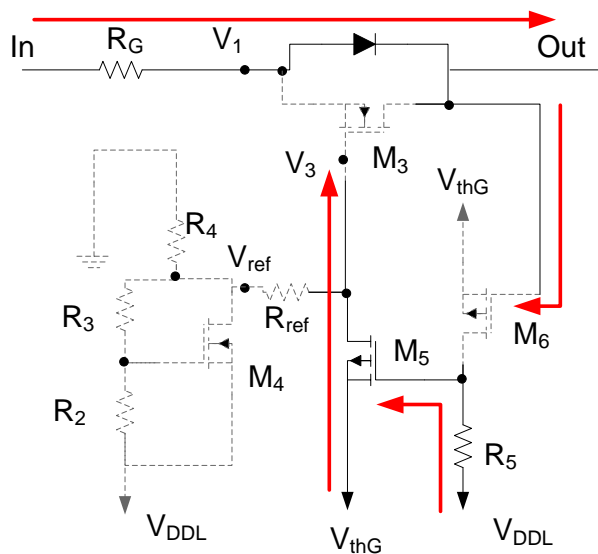 In
R_G
V_1
Out
V_3
M_3
V_thG
R_4
V_ref
R_3
R_ref
M_6
M_5
M_4
R_2
R_5
V_DDL
V_thG
V_DDL